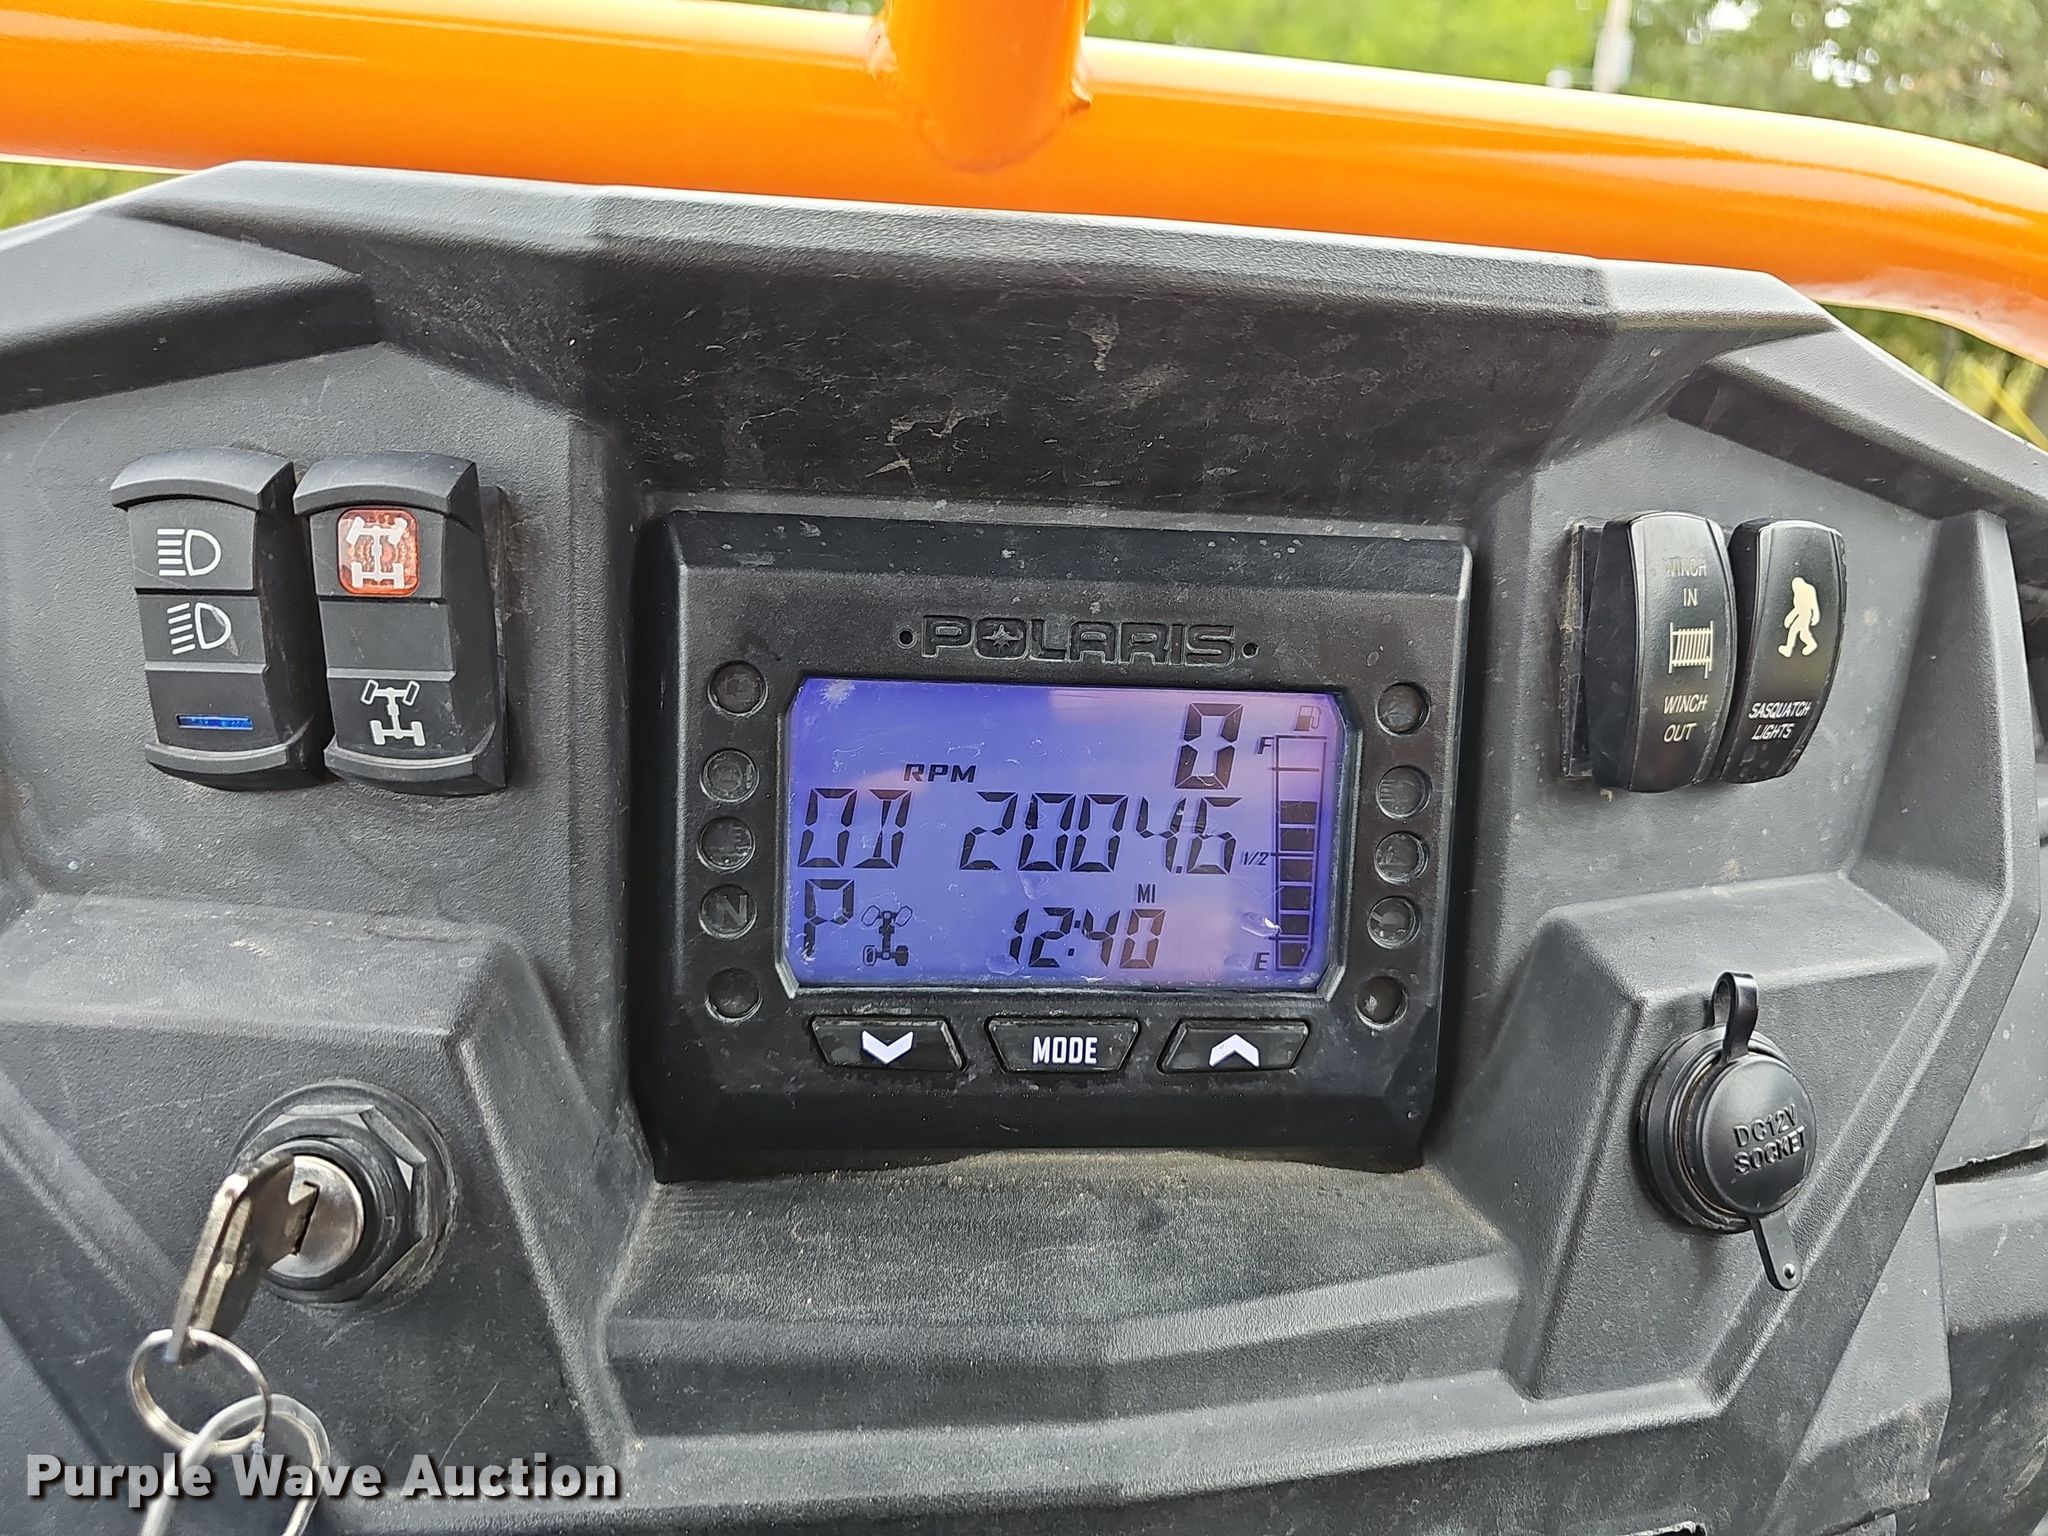 POLARIS
0
F
RPM
OD 2004.6
1/2
MI
P
12:40
E
N
MODE
WINCH
IN
WINCH
OUT
SASQUATCH
LIGHTS
DC12V
SOCKET
Purple Wave Auction